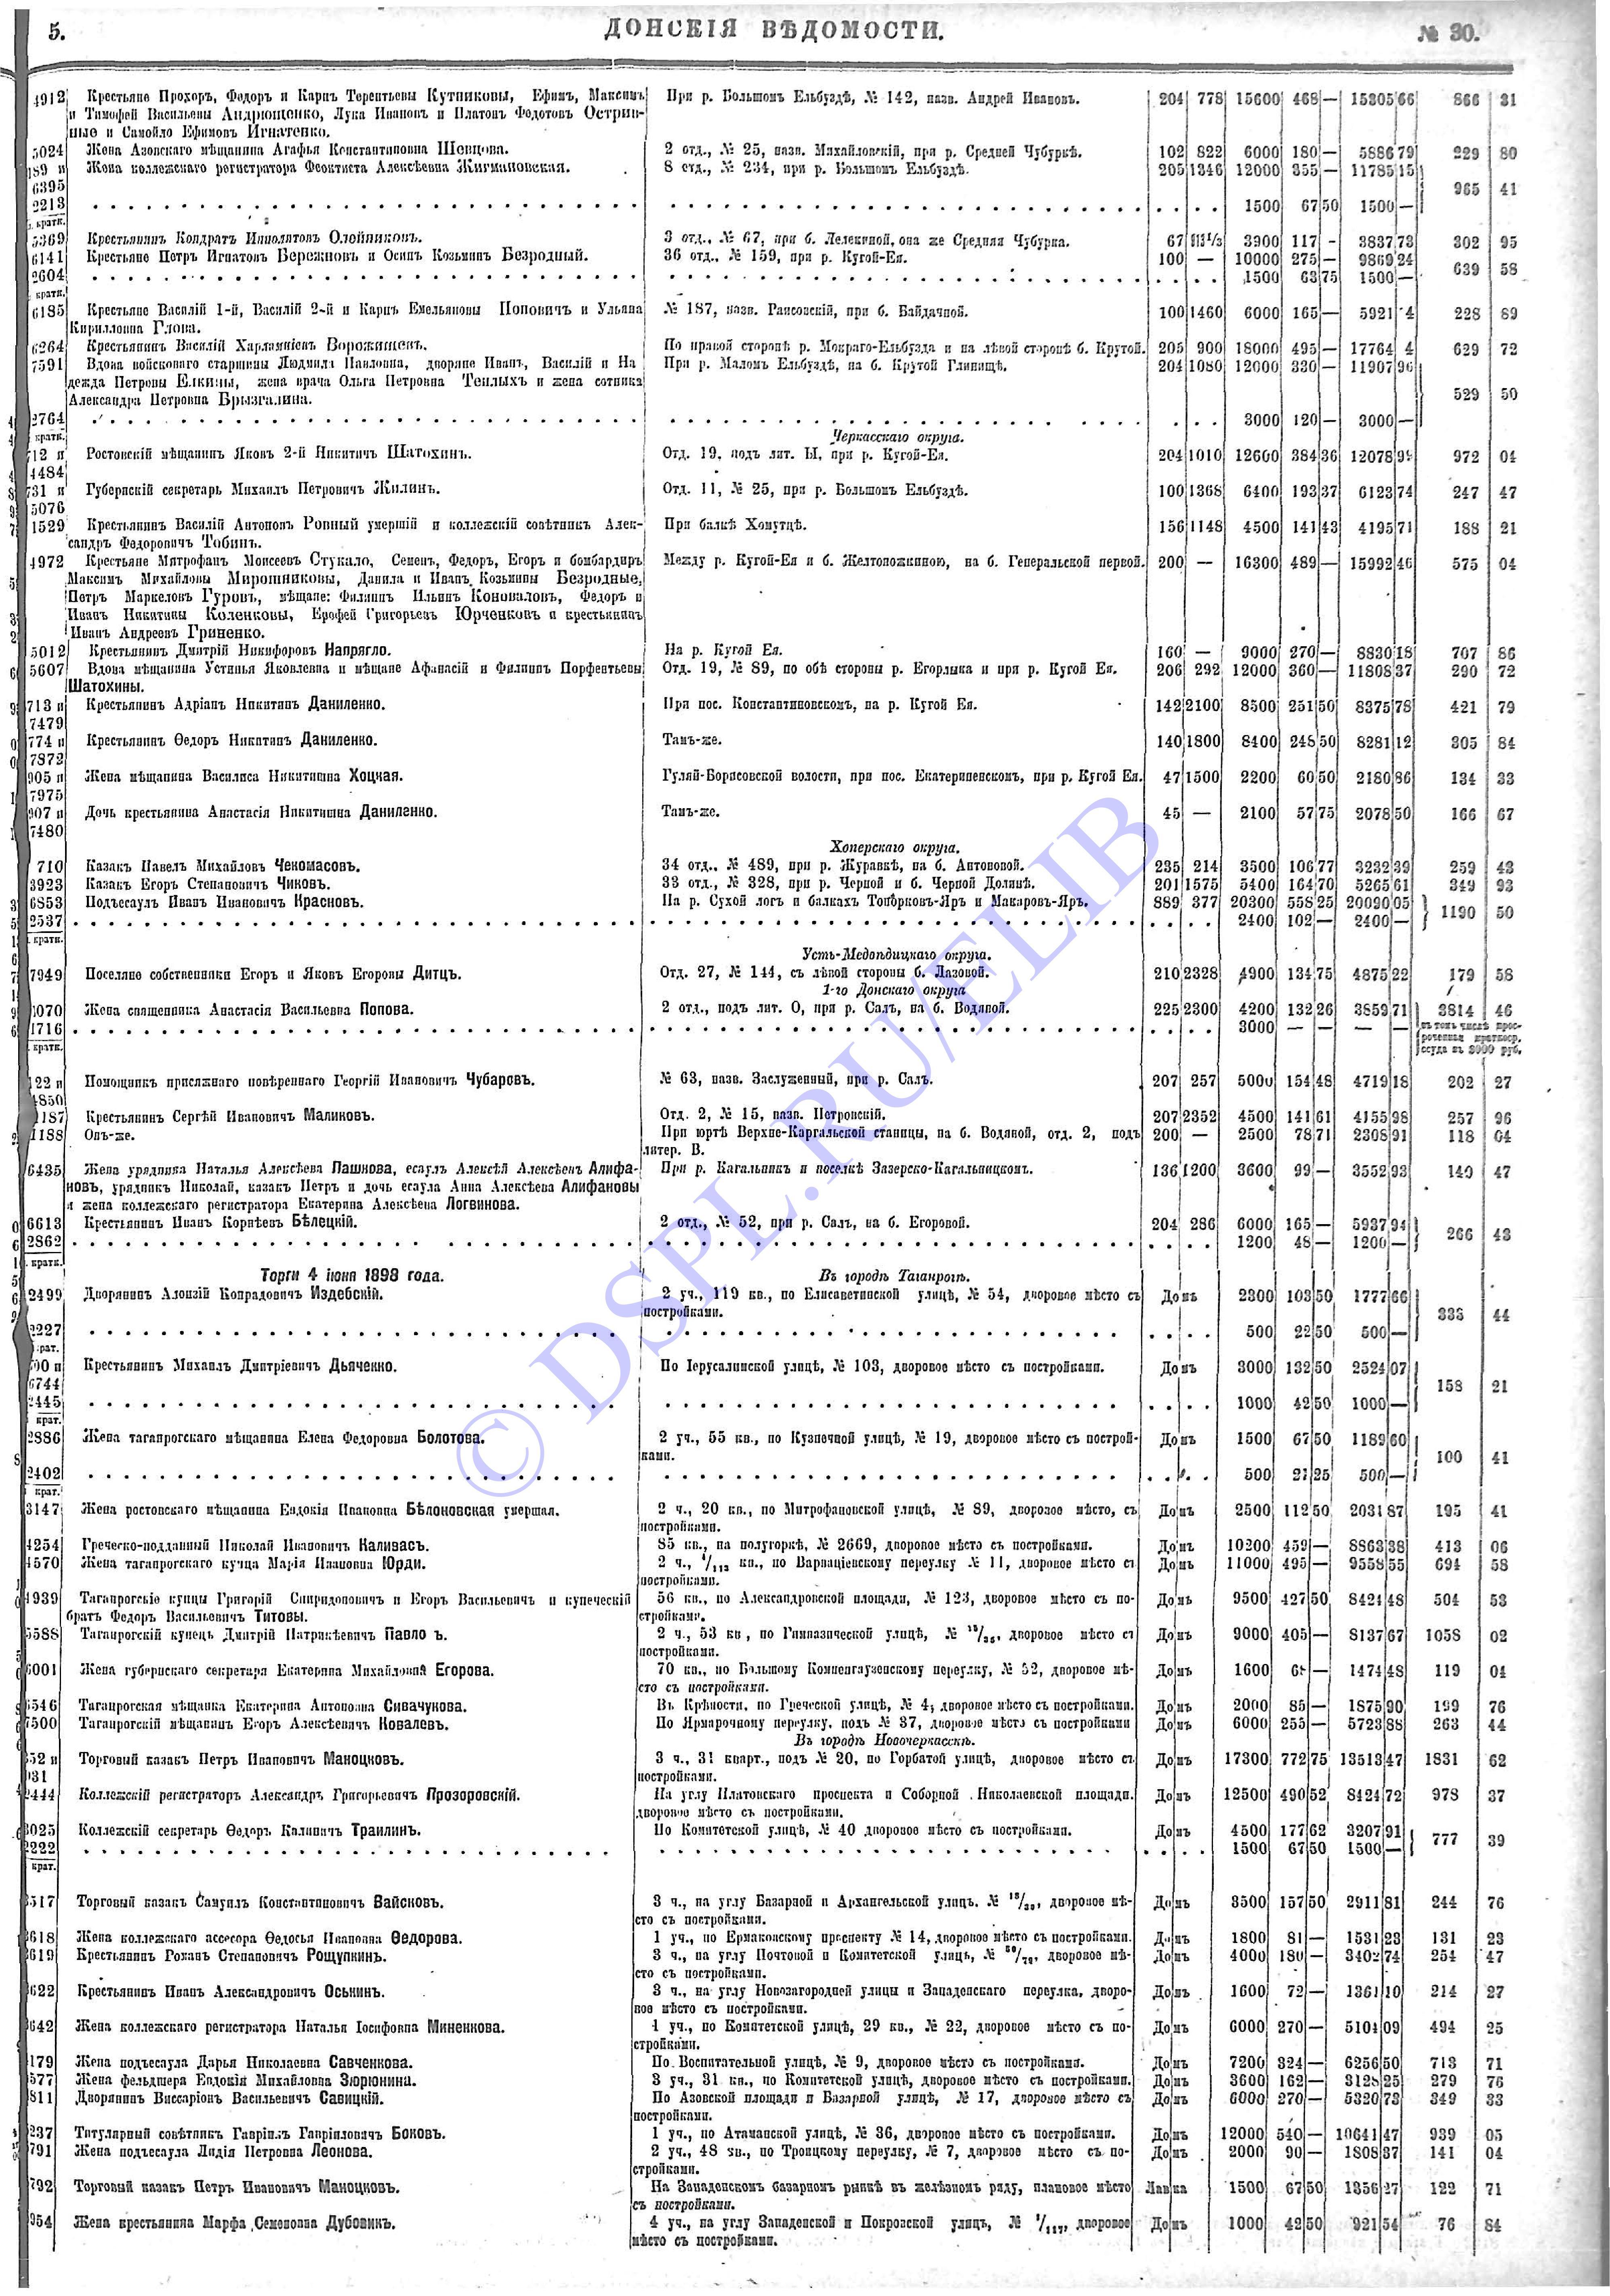 5. ДОНСКІЯ ВѢДОМОСТИ. № 30.
4912 Крестьяне Прохоръ, Федоръ и Карпъ Терентьевы Кутниковы, Ефимъ, Максимъ При р. Большомъ Ельбуздѣ, № 142, назв. Андрей Ивановъ. 204 778 15600 468 — 15305 66 866 31
и Тимофей Васильевы Андрющенко, Лука Ивановъ и Платонъ Федотовъ Острин-
ные и Самойло Ефимовъ Игнатенко.
5024 Жена Азовскаго мѣщанина Агафья Константиновна Шевцова. 2 отд., № 25, назв. Михайловскій, при р. Средней Чубуркѣ. 102 822 6000 180 — 5886 79 229 80
189 и Жена коллежскаго регистратора Феоктиста Алексѣевна Жигмановская. 8 отд., № 234, при р. Большомъ Ельбуздѣ. 205 1346 12000 355 — 11785 15 965 41
6395
2213 1500 67 50 1500 —
кратк.
5369 Крестьянинъ Кондратъ Ипполитовъ Олойниковъ. 3 отд., № 67, при б. Лелекиной, она же Средняя Чубурка. 67 3900 117 - 3837 73 302 95
6141 Крестьяне Петръ Игнатовъ Вережновъ и Осипъ Козьминъ Безродный. 36 отд., № 159, при р. Кугой-Ея. 100 — 10000 275 — 9869 24 639 58
2604 1500 63 75 1500 —
кратк.
6185 Крестьяне Василій 1-й, Василій 2-й и Карпъ Емельяновы Поповичъ и Ульяна № 187, назв. Раисовскій, при б. Байдачной. 100 1460 6000 165 — 5921 4 228 89
Кирилловна Глова.
6264 Крестьянинъ Василій Харлампіевъ Ворожищевъ. По правой сторонѣ р. Мокраго-Ельбузда и на лѣвой сторонѣ б. Крутой. 205 900 18000 495 — 17764 4 629 72
7591 Вдова войсковаго старшины Людмила Павловна, дворяне Иванъ, Василій и На При р. Маломъ Ельбуздѣ, на б. Крутой Глинищѣ. 204 1080 12000 330 — 11907 96 529 50
дежда Петровы Елкины, жена врача Ольга Петровна Теплыхъ и жена сотника
Александра Петровна Брызгалина.
2764 3000 120 — 3000 —
кратк. Черкасскаго округа.
712 и Ростовскій мѣщанинъ Яковъ 2-й Никитичъ Шатохинъ. Отд. 19, подъ лит. Ы, при р. Кугой-Ея. 204 1010 12600 384 36 12078 972 04
4484
731 и Губернскій секретарь Михаилъ Петровичъ Жилинъ. Отд. 11, № 25, при р. Большомъ Ельбуздѣ. 100 1368 6400 193 37 6123 74 247 47
5076
1529 Крестьянинъ Василій Антоновъ Ровный умершій и коллежскій совѣтникъ Алек- При балкѣ Хомутцѣ. 156 1148 4500 141 43 4195 71 188 21
сандръ Федоровичъ Тобинъ.
4972 Крестьяне Митрофанъ Моисеевъ Стукало, Семенъ, Федоръ, Егоръ и бомбардиръ Между р. Кугой-Ея и б. Желтоножкиною, на б. Генеральской первой. 200 — 16300 489 — 15992 46 575 04
Максимъ Михайловы Мирошниковы, Данила и Иванъ Козьмины Безродные,
Петръ Маркеловъ Гуровъ, мѣщане: Филиппъ Ильинъ Коноваловъ, Федоръ и
Иванъ Никитины Коленковы, Ерофей Григорьевъ Юрченковъ и крестьянинъ
Иванъ Андреевъ Гриненко.
5012 Крестьянинъ Дмитрій Никифоровъ Напрягло. На р. Кугой Ея. 160 — 9000 270 — 8830 18 707 86
5607 Вдова мѣщанина Устинья Яковлевна и мѣщане Афанасій и Филиппъ Порфентьевы Отд. 19, № 89, по обѣ стороны р. Егорлыка и при р. Кугой Ея. 206 292 12000 360 — 11808 37 290 72
Шатохины.
713 и Крестьянинъ Адріанъ Никитинъ Даниленко. При пос. Константиновскомъ, на р. Кугой Ея. 142 2100 8500 251 50 8375 78 421 79
7479
774 и Крестьянинъ Ѳедоръ Никитинъ Даниленко. Тамъ-же. 140 1800 8400 248 50 8281 12 305 84
7872
905 и Жена мѣщанина Василиса Никитишна Хоцкая. Гуляй-Борисовской волости, при пос. Екатериненскомъ, при р. Кугой Ея. 47 1500 2200 60 50 2180 86 134 33
7975
907 и Дочь крестьянина Анастасія Никитишна Даниленко. Тамъ-же. 45 — 2100 57 75 2078 50 166 67
7480
Хоперскаго округа.
710 Казакъ Павелъ Михайловъ Чекомасовъ. 34 отд., № 489, при р. Журавкѣ, на б. Антоновой. 235 214 3500 106 77 3232 39 259 43
3923 Казакъ Егоръ Степановичъ Чиковъ. 33 отд., № 328, при р. Черной и б. Черной Долинѣ. 201 1575 5400 164 70 5265 61 349 93
6853 Подъесаулъ Иванъ Ивановичъ Красновъ. На р. Сухой логъ и балкахъ Топорковъ-Яръ и Макаровъ-Яръ. 889 377 20300 558 25 20090 05 1190 50
2537 2400 102 — 2400 —
кратк.
Усть-Медвѣдицкаго округа.
7949 Поселяне собственники Егоръ и Яковъ Егоровы Дитцъ. Отд. 27, № 144, съ лѣвой стороны б. Лазовой. 210 2328 4900 134 75 4875 22 179 58
1-го Донскаго округа
1070 Жена священника Анастасія Васильевна Попова. 2 отд., подъ лит. О, при р. Салъ, на б. Водяной. 225 2300 4200 132 26 3859 71 3814 46
1716 3000 — — — — въ томъ числѣ прос-
кратк. роченная краткоср.
ссуда въ 3000 руб.
122 и Помощникъ присяжнаго повѣреннаго Георгій Ивановичъ Чубаровъ. № 63, назв. Заслуженный, при р. Салъ. 207 257 5000 154 48 4719 18 202 27
4850
1187 Крестьянинъ Сергѣй Ивановичъ Маликовъ. Отд. 2, № 15, назв. Петровскій. 207 2352 4500 141 61 4155 98 257 96
1188 Онъ-же. При юртѣ Верхне-Каргальской станицы, на б. Водяной, отд. 2, подъ 200 — 2500 78 71 2308 91 118 04
литер. В.
6435 Жена урядника Наталья Алексѣева Пашкова, есаулъ Алексѣй Алексѣевъ Алифа- При р. Кагальникъ и поселкѣ Зазерско-Кагальницкомъ. 136 1200 3600 99 — 3552 93 149 47
новъ, урядникъ Николай, казакъ Петръ и дочь есаула Анна Алексѣева Алифановы
и жена коллежскаго регистратора Екатерина Алексѣева Логвинова.
6613 Крестьянинъ Иванъ Корнѣевъ Бѣлецкій. 2 отд., № 52, при р. Салъ, на б. Егоровой. 204 286 6000 165 — 5937 94 266 43
2862 1200 48 — 1200 —
кратк.
Торги 4 іюня 1898 года. Въ городѣ Таганрогѣ.
2499 Дворянинъ Алоизій Конрадовичъ Издебскій. 2 уч., 119 кв., по Елисаветинской улицѣ, № 54, дворовое мѣсто съ Домъ 2300 103 50 1777 66 333 44
постройками.
2227 500 22 50 500 —
крат.
700 и Крестьянинъ Михаилъ Дмитріевичъ Дьяченко. По Іерусалимской улицѣ, № 103, дворовое мѣсто съ постройками. Домъ 3000 132 50 2524 07 158 21
6744
2445 1000 42 50 1000 —
крат.
2886 Жена таганрогскаго мѣщанина Елена Федоровна Болотова. 2 уч., 55 кв., по Кузнечной улицѣ, № 19, дворовое мѣсто съ построй- Домъ 1500 67 50 1189 60 100 41
ками.
2402 500 21 25 500 —
крат.
3147 Жена ростовскаго мѣщанина Евдокія Ивановна Бѣлоновская умершая. 2 ч., 20 кв., по Митрофановской улицѣ, № 89, дворовое мѣсто, съ Домъ 2500 112 50 2031 87 195 41
постройками.
4254 Греческо-подданный Николай Ивановичъ Каливасъ. 85 кв., на полугоркѣ, № 2669, дворовое мѣсто съ постройками. Домъ 10200 459 — 8863 38 413 06
4570 Жена таганрогскаго купца Марія Ивановна Юрди. 2 ч., 1/113 кв., по Варваціевскому переулку № 11, дворовое мѣсто съ Домъ 11000 495 — 9558 55 694 58
постройками.
1939 Таганрогскіе купцы Григорій Спиридоновичъ и Егоръ Васильевичъ и купеческій 56 кв., по Александровской площади, № 123, дворовое мѣсто съ по- Домъ 9500 427 50 8424 48 504 53
братъ Федоръ Васильевичъ Титовы. стройками.
5588 Таганрогскій купецъ Дмитрій Патрикѣевичъ Павло ъ. 2 ч., 53 кв., по Гимназической улицѣ, № дворовое мѣсто съ Домъ 9000 405 — 8137 67 1058 02
постройками.
6001 Жена губернскаго секретаря Екатерина Михайловна Егорова. 70 кв., по Большому Компенгаузенскому переулку, № 52, дворовое мѣ- Домъ 1600 68 — 1474 48 119 04
сто съ постройками.
6546 Таганрогская мѣщанка Екатерина Антоновна Сивачукова. Въ Крѣпости, по Греческой улицѣ, № 4, дворовое мѣсто съ постройками. Домъ 2000 85 — 1875 90 199 76
7500 Таганрогскій мѣщанинъ Егоръ Алексѣевичъ Ковалевъ. По Ярмарочному переулку, подъ № 37, дворовое мѣсто съ постройками Домъ 6000 255 — 5723 88 263 44
Въ городѣ Новочеркасскѣ.
352 и Торговый казакъ Петръ Ивановичъ Маноцковъ. 3 ч., 31 кварт., подъ № 20, по Горбатой улицѣ, дворовое мѣсто съ Домъ 17300 772 75 13513 47 1831 62
931 постройками.
2444 Коллежскій регистраторъ Александръ Григорьевичъ Прозоровскій. На углу Платовскаго проспекта и Соборной Николаевской площади, Домъ 12500 490 52 8424 72 978 37
дворовое мѣсто съ постройками.
3025 Коллежскій секретарь Ѳедоръ Каливичъ Траилинъ. По Комитетской улицѣ, № 40 дворовое мѣсто съ постройками. Домъ 4500 177 62 3207 91 777 39
2222 1500 67 50 1500 —
крат.
517 Торговый казакъ Самуилъ Константиновичъ Вайсковъ. 3 ч., на углу Базарной и Архангельской улицъ, № дворовое мѣ- Домъ 3500 157 50 2911 81 244 76
сто съ постройками.
618 Жена коллежскаго ассесора Ѳедосья Ивановна Ѳедорова. 1 уч., по Ермаковскому проспекту № 14, дворовое мѣсто съ постройками. Домъ 1800 81 — 1531 23 131 23
619 Крестьянинъ Романъ Степановичъ Рощупкинъ. 3 ч., на углу Почтовой и Комитетской улицъ, № дворовое мѣ- Домъ 4000 180 — 3402 74 254 47
сто съ постройками.
622 Крестьянинъ Иванъ Александровичъ Оськинъ. 3 ч., на углу Новозагородней улицы и Западенскаго переулка, дворо- Домъ 1600 72 — 1361 10 214 27
вое мѣсто съ постройками.
642 Жена коллежскаго регистратора Наталья Іосифовна Миненкова. 1 уч., по Комитетской улицѣ, 29 кв., № 22, дворовое мѣсто съ по- Домъ 6000 270 — 5104 09 494 25
стройками.
179 Жена подъесаула Дарья Николаевна Савченкова. По Воспитательной улицѣ, № 9, дворовое мѣсто съ постройками. Домъ 7200 324 — 6256 50 713 71
577 Жена фельдшера Евдокія Михайловна Зюрюнина. 3 уч., 31 кв., по Комитетской улицѣ, дворовое мѣсто съ постройками. Домъ 3600 162 — 3128 25 279 76
811 Дворянинъ Виссаріонъ Васильевичъ Савицкій. По Азовской площади и Базарной улицѣ, № 17, дворовое мѣсто съ Домъ 6000 270 — 5320 73 349 33
постройками.
237 Титулярный совѣтникъ Гавріилъ Гавріиловичъ Боковъ. 1 уч., по Атаманской улицѣ, № 36, дворовое мѣсто съ постройками. Домъ 12000 540 — 10641 47 939 05
791 Жена подъесаула Лидія Петровна Леонова. 2 уч., 48 кв., по Троицкому переулку, № 7, дворовое мѣсто съ по- Домъ 2000 90 — 1808 37 141 04
стройками.
792 Торговый казакъ Петръ Ивановичъ Маноцковъ. На Западенскомъ базарномъ рынкѣ въ желѣзномъ ряду, плановое мѣсто Лавка 1500 67 50 1356 27 122 71
съ постройками.
954 Жена крестьянина Марфа Семеновна Дубовикъ. 4 уч., на углу Западенской и Покровской улицъ, № дворовое Домъ 1000 42 50 921 54 76 84
мѣсто съ постройками.
© DSPL.RU/ELIB